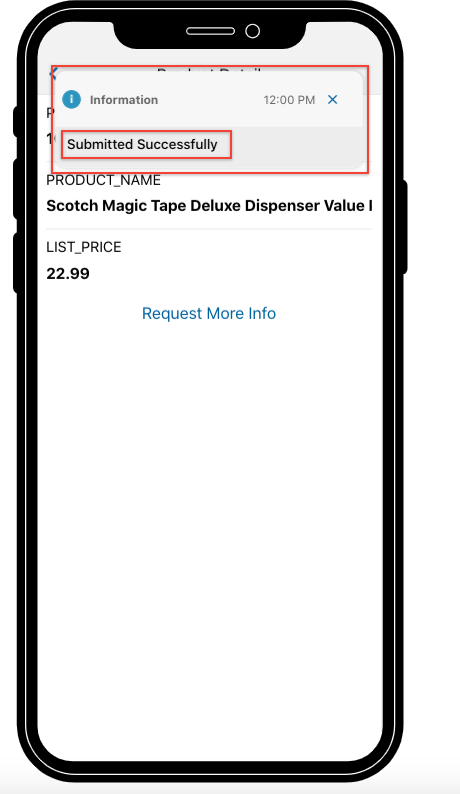 Information 12:00 PM
Submitted Successfully
PRODUCT_NAME
Scotch Magic Tape Deluxe Dispenser Value
LIST_PRICE
22.99
Request More Info